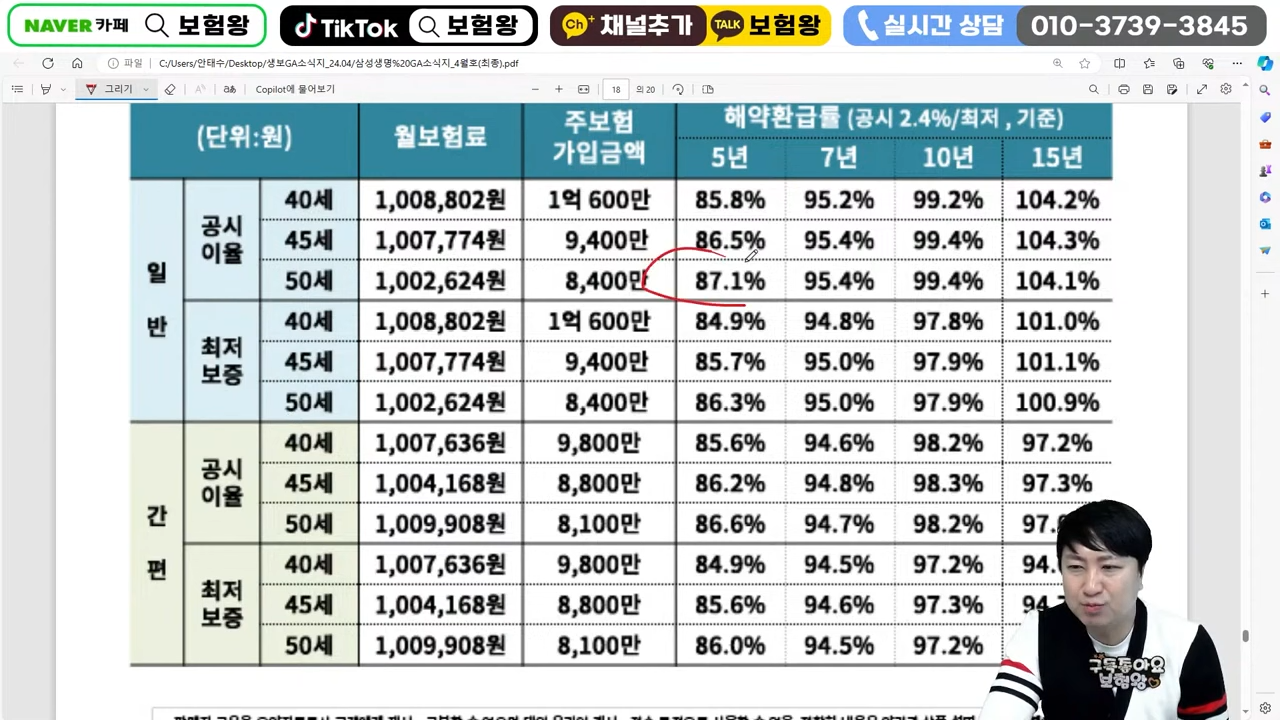 NAVER 카페 보험왕 TikTok 보험왕 Ch+ 채널추가 TALK 보험왕 실시간 상담 010-3739-3845
파일 C:/Users/안태수/Desktop/생보GA소식지_24.04/삼성생명%20GA소식지_4월호(최종).pdf
그리기 Copilot에 물어보기 18 의 20
(단위:원) 월보험료 주보험 가입금액 해약환급률 (공시 2.4%/최저 , 기준)
5년 7년 10년 15년
일반 공시이율 40세 1,008,802원 1억 600만 85.8% 95.2% 99.2% 104.2%
45세 1,007,774원 9,400만 86.5% 95.4% 99.4% 104.3%
50세 1,002,624원 8,400만 87.1% 95.4% 99.4% 104.1%
최저보증 40세 1,008,802원 1억 600만 84.9% 94.8% 97.8% 101.0%
45세 1,007,774원 9,400만 85.7% 95.0% 97.9% 101.1%
50세 1,002,624원 8,400만 86.3% 95.0% 97.9% 100.9%
간편 공시이율 40세 1,007,636원 9,800만 85.6% 94.6% 98.2% 97.2%
45세 1,004,168원 8,800만 86.2% 94.8% 98.3% 97.3%
50세 1,009,908원 8,100만 86.6% 94.7% 98.2%
최저보증 40세 1,007,636원 9,800만 84.9% 94.5% 97.2%
45세 1,004,168원 8,800만 85.6% 94.6% 97.3%
50세 1,009,908원 8,100만 86.0% 94.5% 97.2%
구독좋아요
보험왕